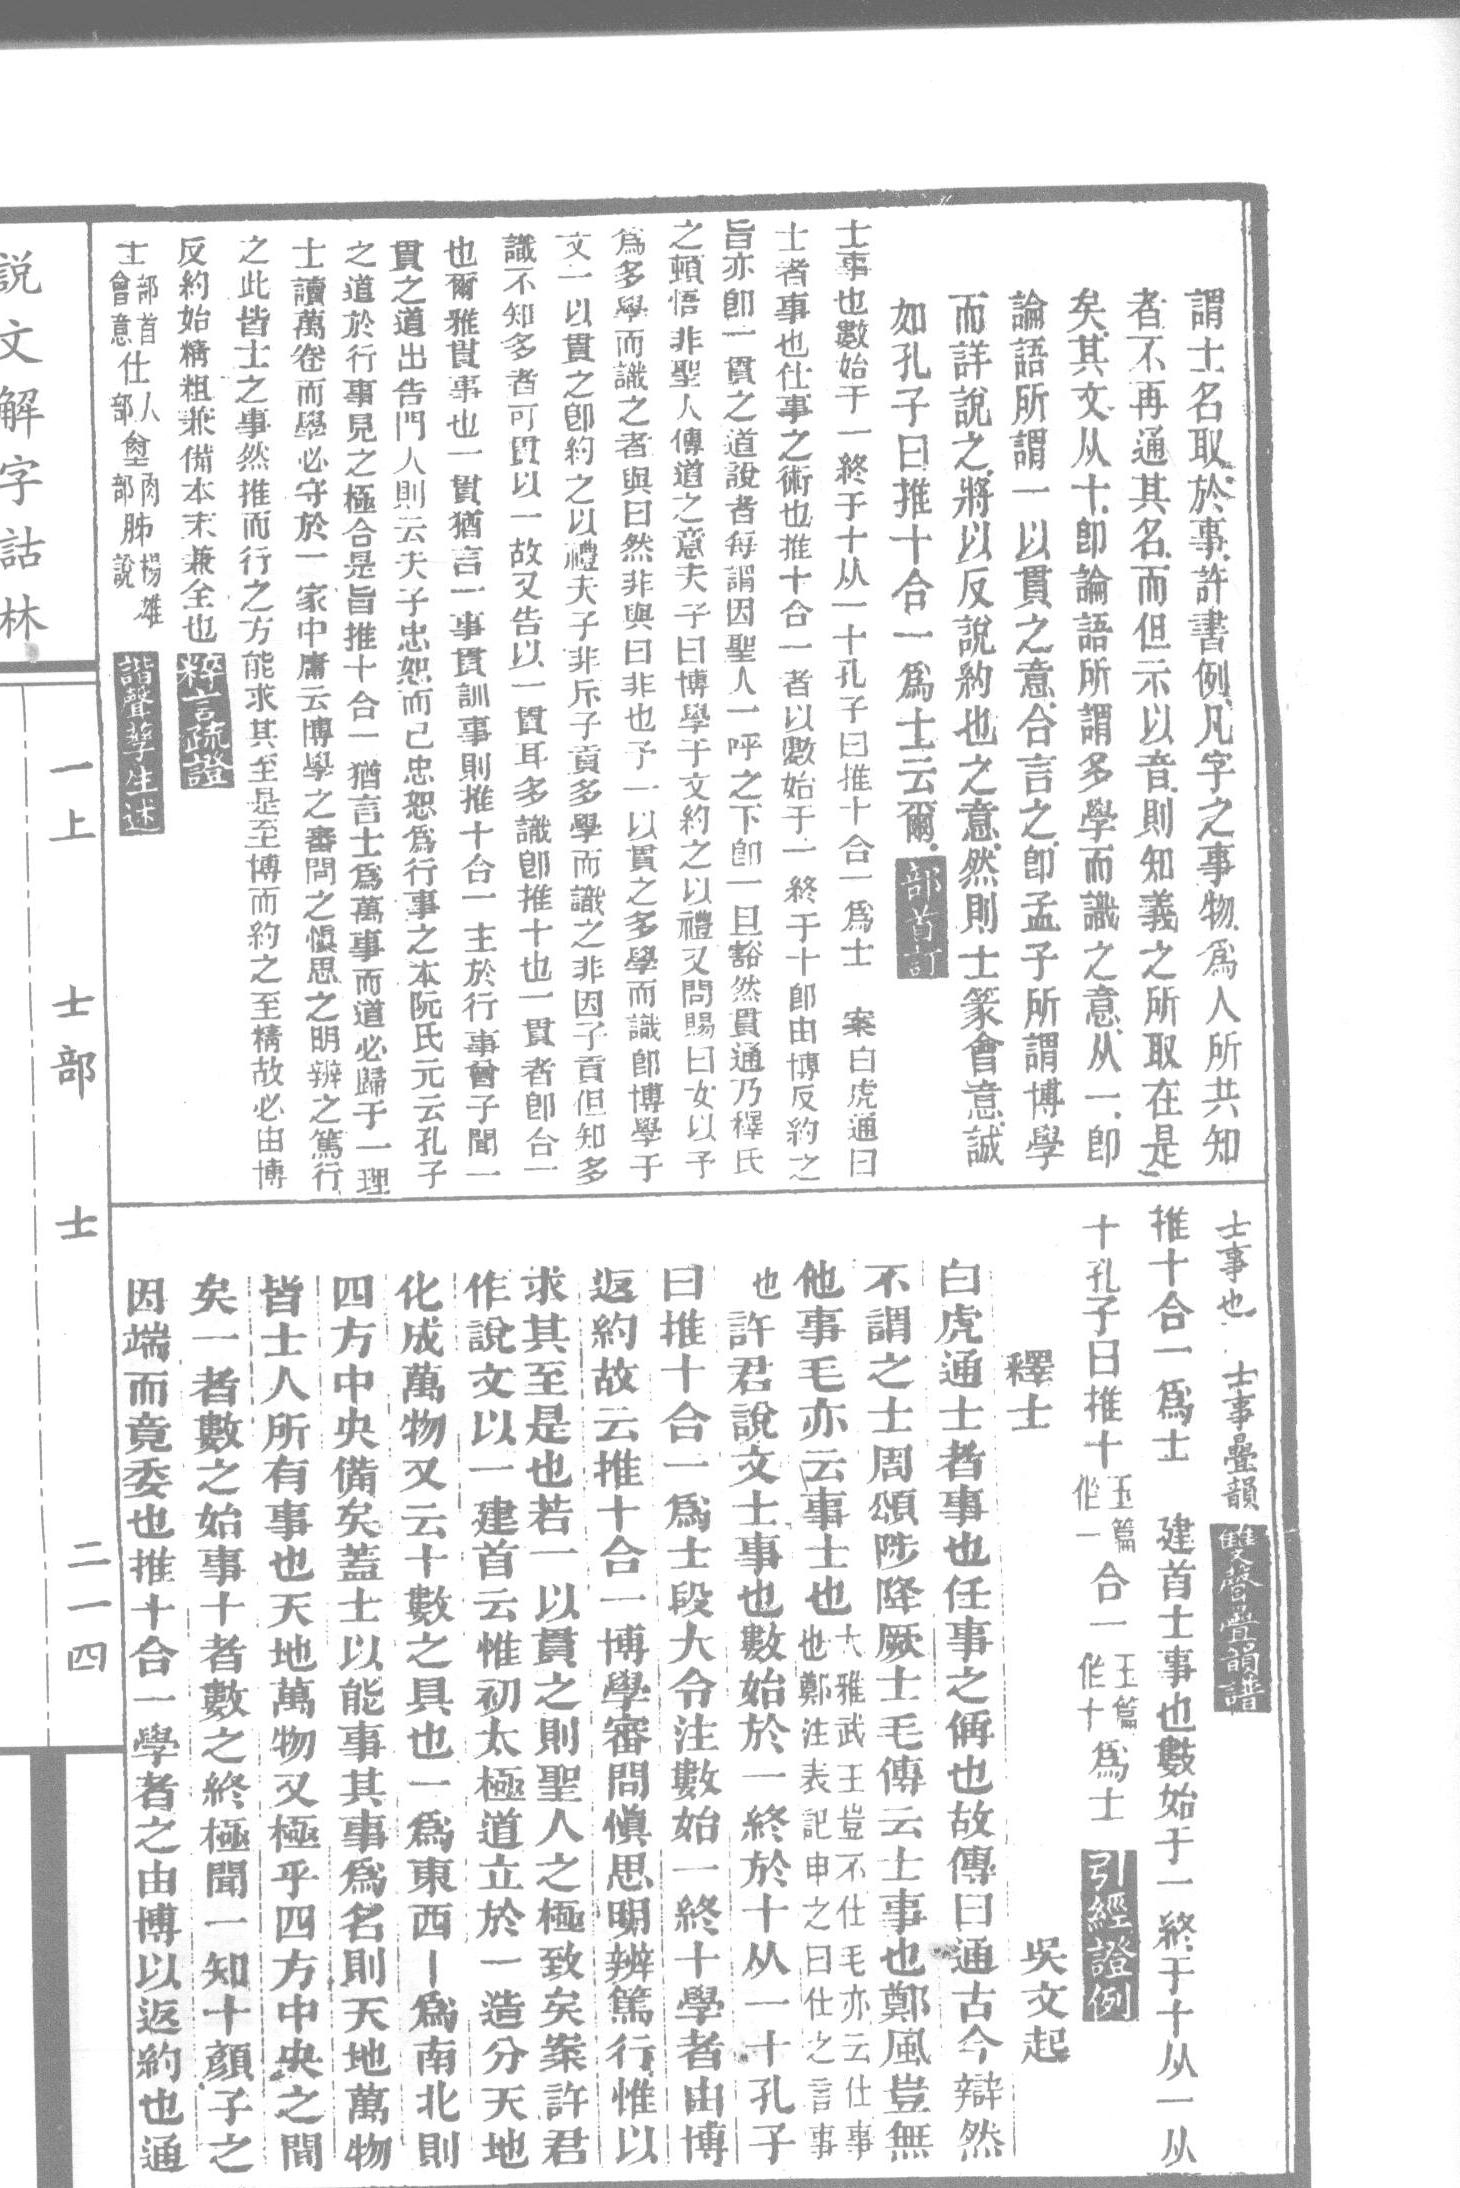 謂士名取於事許書例凡字之事物爲人所共知
者不再通其名而但示以音則知義之所取在是
矣其文从十卽論語所謂多學而識之意从一卽
論語所謂一以貫之意合言之卽孟子所謂博學
而詳說之將以反說約也之意然則士篆會意誠
如孔子曰推十合一爲士云爾部首訂
士事也數始于一終于十从一十孔子曰推十合一爲士 案白虎通曰
士者事也仕事之術也推十合一者以數始于一終于十卽由博反約之
旨亦卽一貫之道說者每謂因聖人一呼之下卽一旦豁然貫通乃釋氏
之頓悟非聖人傳道之意夫子曰博學于文約之以禮又問賜曰女以予
爲多學而識之者與曰然非與曰非也予一以貫之多學而識卽博學于
文一以貫之卽約之以禮夫子非斥子貢多學而識之非因子貢但知多
識不知多者可貫以一故又告以一貫耳多識卽推十也一貫者卽合一
也爾雅貫事也一貫猶言一事貫訓事則推十合一主於行事曾子聞一
貫之道出告門人則云夫子忠恕而已忠恕爲行事之本阮氏元云孔子
之道於行事見之極合是旨推十合一猶言士爲萬事而道必歸于一理
士讀萬卷而學必守於一家中庸云博學之審問之愼思之明辨之篤行
之此皆士之事然推而行之方能求其至是至博而約之至精故必由博
反約始精粗兼備本末兼全也粹言疏證
士部首會意仕人部 肉部 胏楊雄說諧聲孳生述
士事也 士事疊韻雙聲疊韻譜
推十合一爲士 建首士事也數始于一終于十从一从
十孔子曰推十玉篇作一合一玉篇作十爲士引經證例
釋士 吳文起
白虎通士者事也任事之偁也故傳曰通古今辯然
不謂之士周頌陟降厥士毛傳云士事也鄭風豈無
他事毛亦云事士也大雅武王豈不仕毛亦云仕事也鄭注表記申之曰仕之言事
也許君說文士事也數始於一終於十从一十孔子
曰推十合一爲士段大令注數始一終十學者由博
返約故云推十合一博學審問愼思明辨篤行惟以
求其至是也若一以貫之則聖人之極致矣案許君
作說文以一建首云惟初太極道立於一造分天地
化成萬物又云十數之具也一爲東西丨爲南北則
四方中央備矣蓋士以能事其事爲名則天地萬物
皆士人所有事也天地萬物又極乎四方中央之間
矣一者數之始事十者數之終極聞一知十顏子之
因端而竟委也推十合一學者之由博以返約也通
說文解字詁林
一上 士部 士 二一四